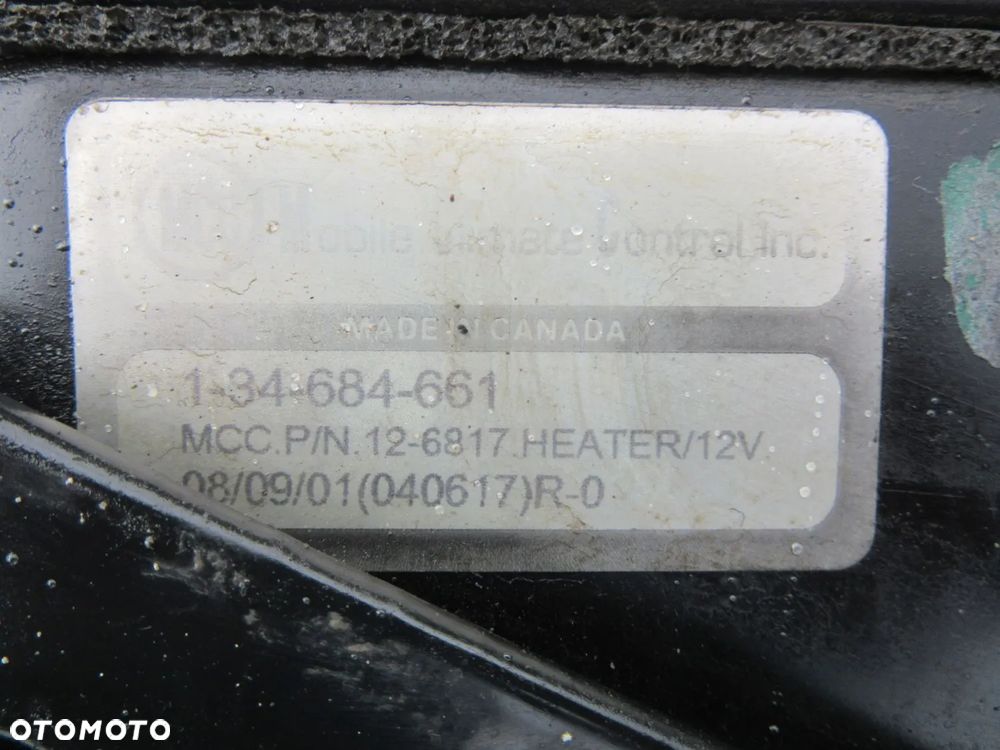 Mobile Climate Control, Inc.
MADE IN CANADA
1-34-684-661
MCC.P/N.12-6817 HEATER/12V
08/09/01(040617)R-0
OTOMOTO